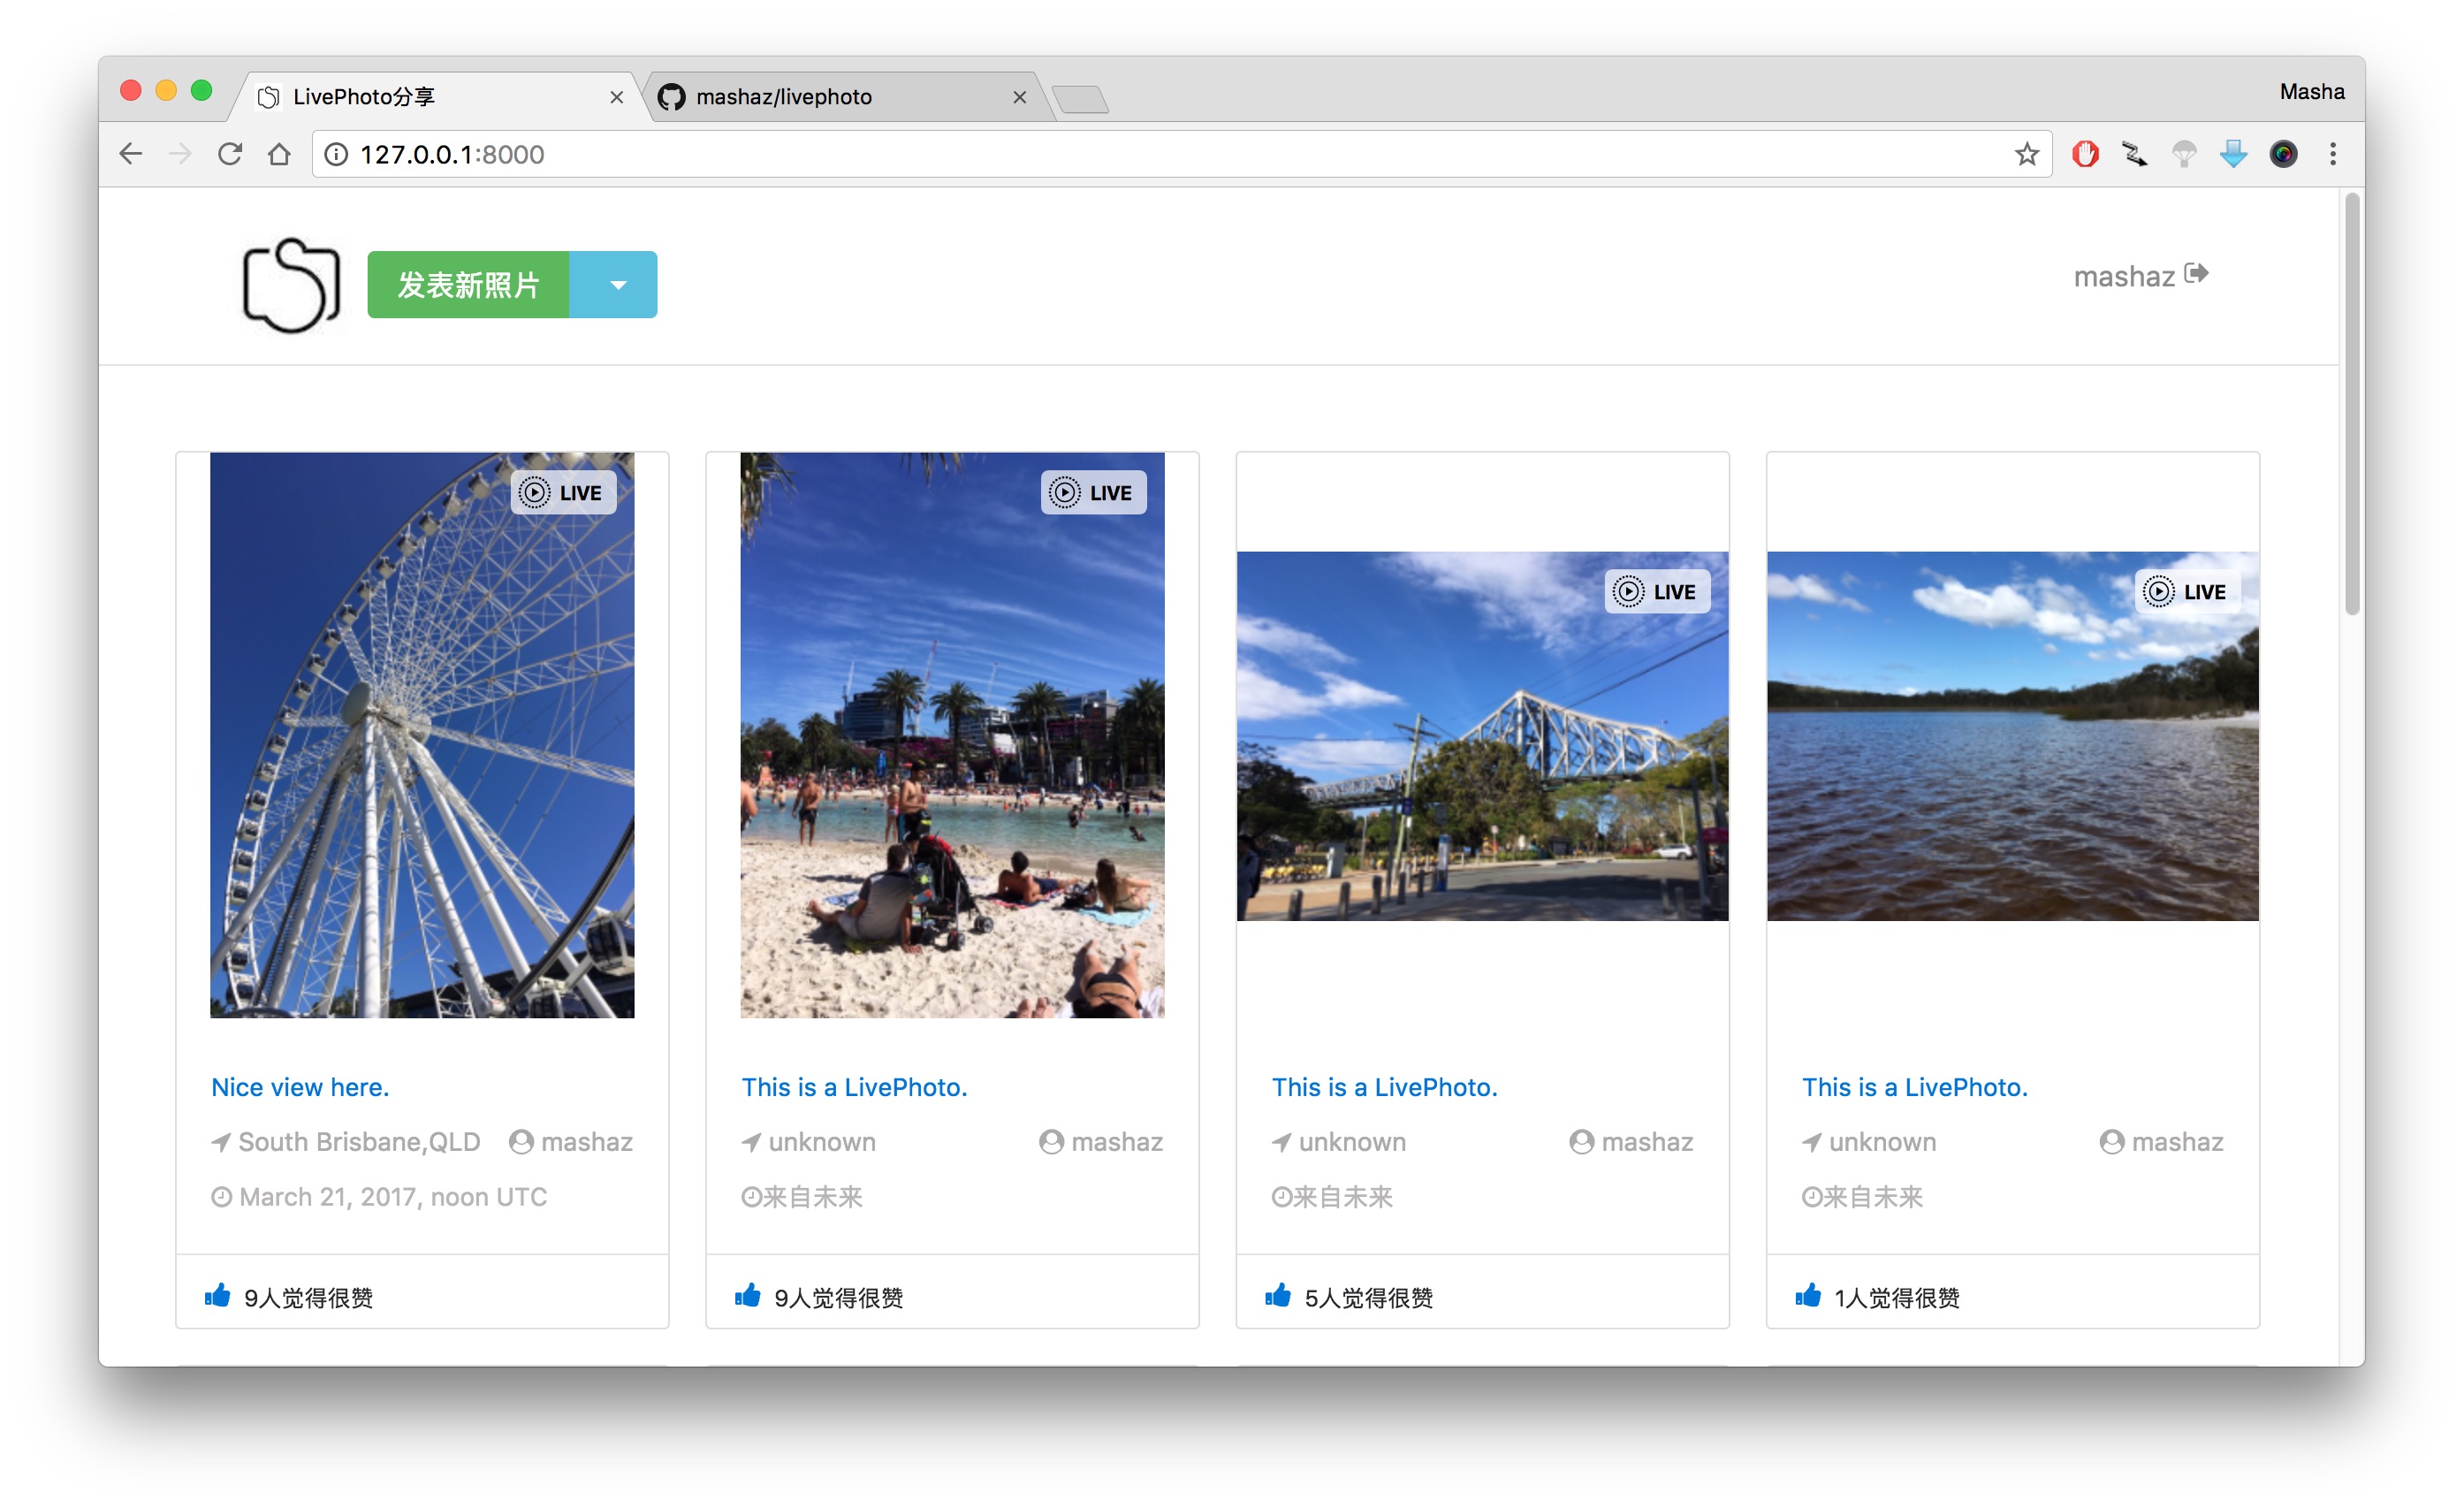 LivePhoto分享
mashaz/livephoto
Masha
127.0.0.1:8000
发表新照片
mashaz
LIVE
LIVE
LIVE
LIVE
Nice view here.
South Brisbane,QLD mashaz
March 21, 2017, noon UTC
9人觉得很赞
This is a LivePhoto.
unknown mashaz
来自未来
9人觉得很赞
This is a LivePhoto.
unknown mashaz
来自未来
5人觉得很赞
This is a LivePhoto.
unknown mashaz
来自未来
1人觉得很赞